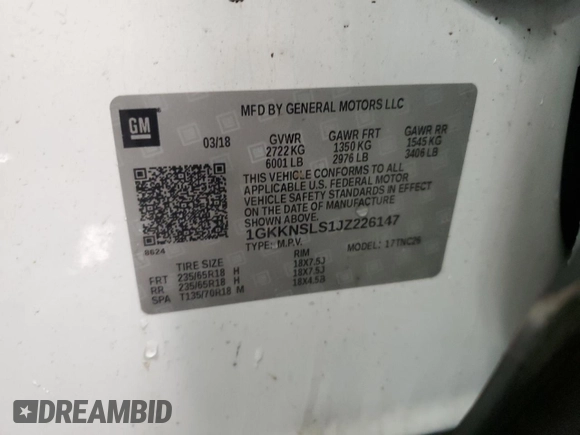 MFD BY GENERAL MOTORS LLC
GM
03/18 GVWR GAWR FRT GAWR RR
2722 KG 1350 KG 1545 KG
6001 LB 2976 LB 3406 LB
THIS VEHICLE CONFORMS TO ALL
APPLICABLE U.S. FEDERAL MOTOR
VEHICLE SAFETY STANDARDS IN EFFECT
ON THE DATE OF MANUFACTURE
SHOWN ABOVE.
1GKKNSLS1JZ226147
8624
TYPE: M.P.V. MODEL: 17TNC26
TIRE SIZE RIM
FRT 235/65R18 H 18X7.5J
RR 235/65R18 H 18X7.5J
SPA T135/70R18 M 18X4.5B
DREAMBID